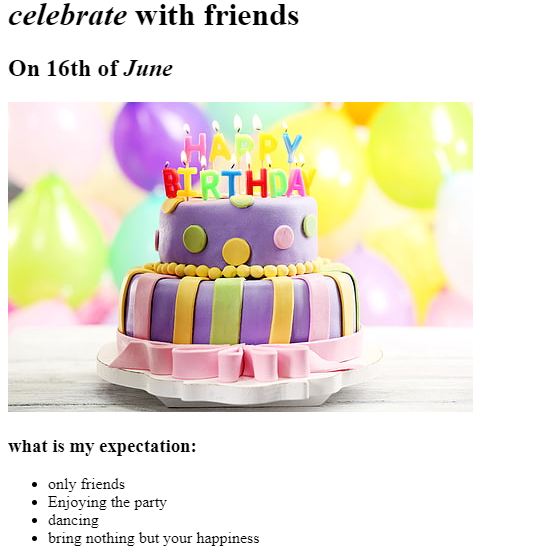 celebrate with friends
On 16th of June
HAPPY
BIRTHDAY
what is my expectation:
only friends
Enjoying the party
dancing
bring nothing but your happiness